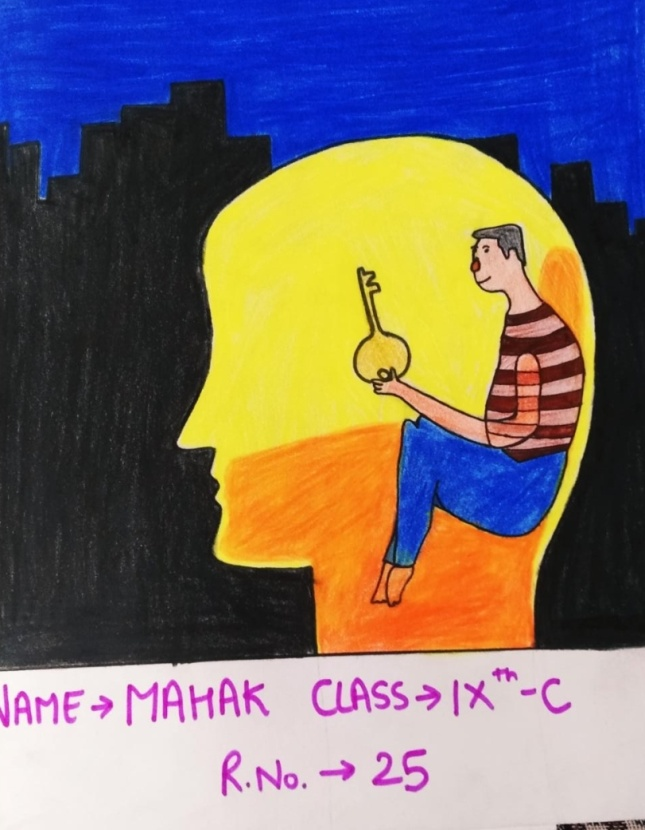 NAME → MAHAK CLASS → IXth-C
R.No. → 25